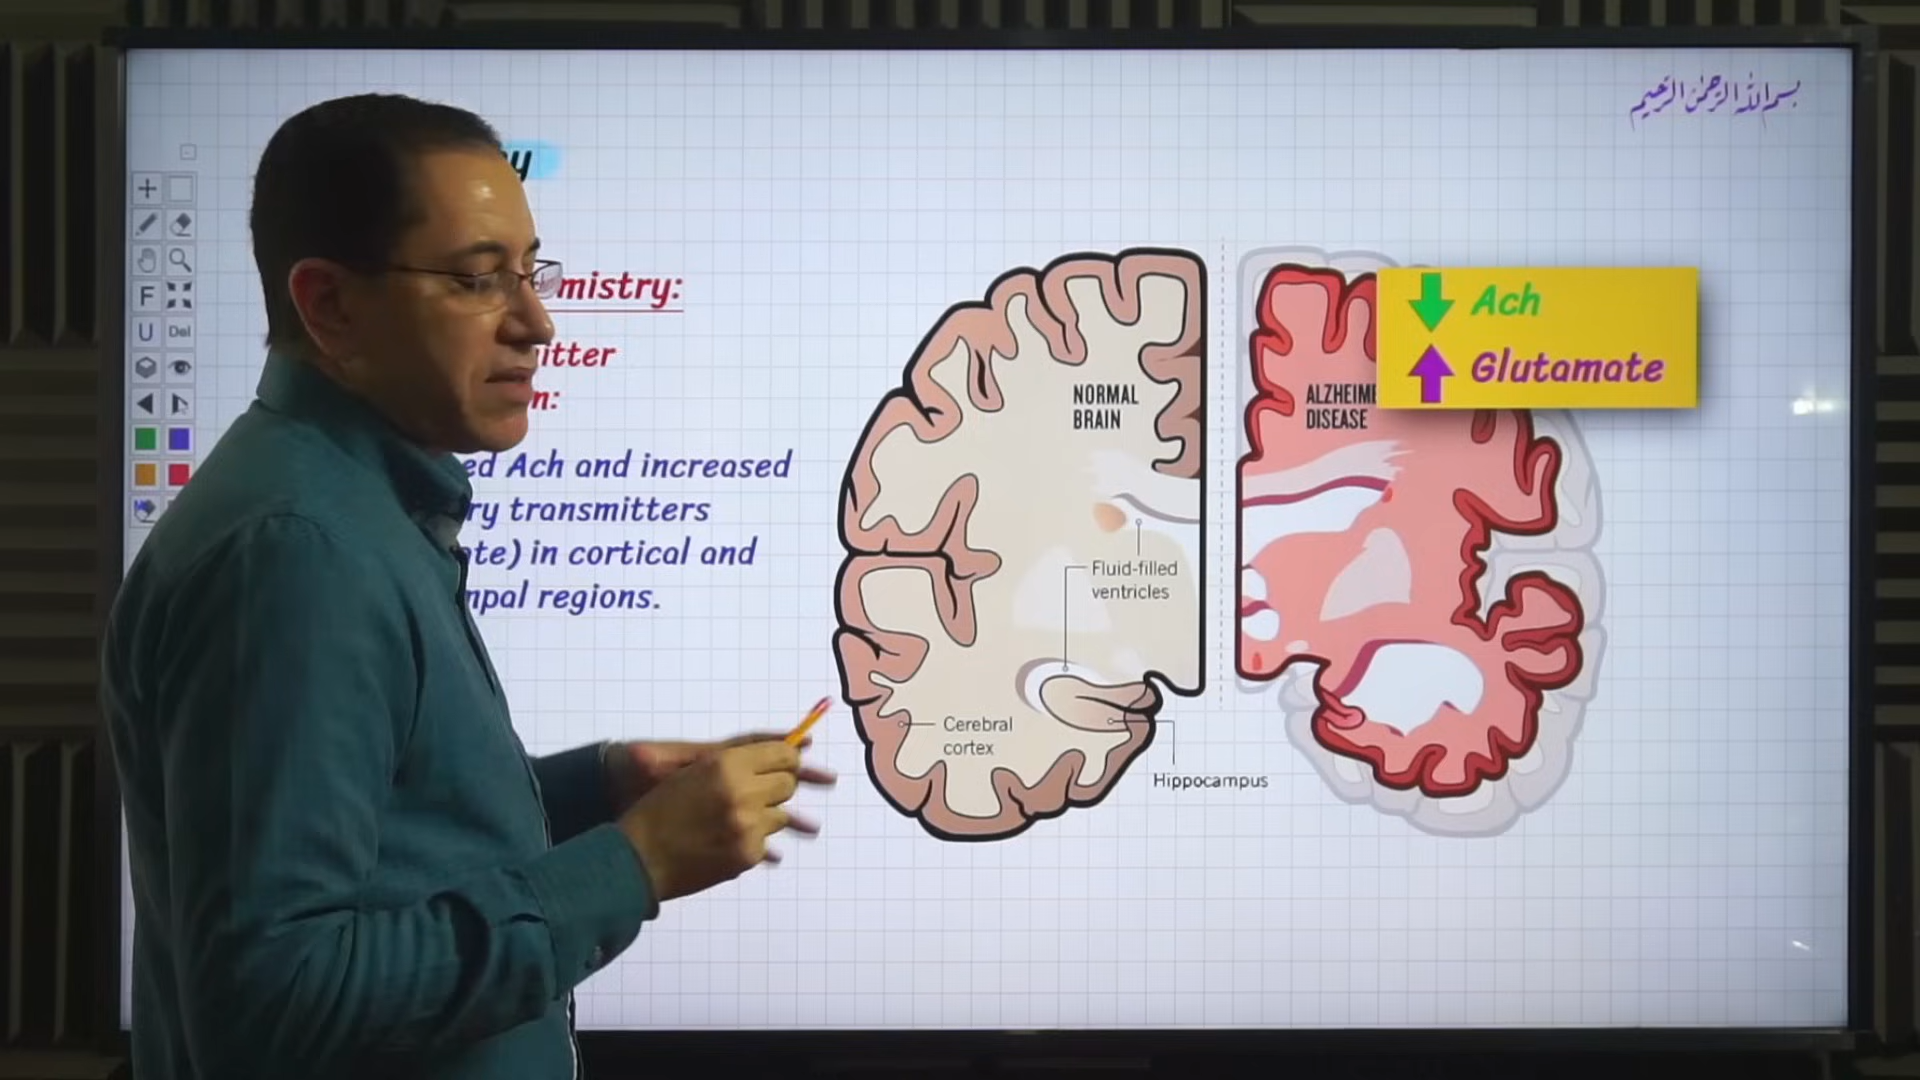 بسم الله الرحمن الرحيم
mistry:
itter
n:
ed Ach and increased
ry transmitters
ate) in cortical and
mpal regions.
F
U Del
NORMAL
BRAIN
Fluid-filled
ventricles
Cerebral
cortex
Hippocampus
ALZHEIME
DISEASE
Ach
Glutamate